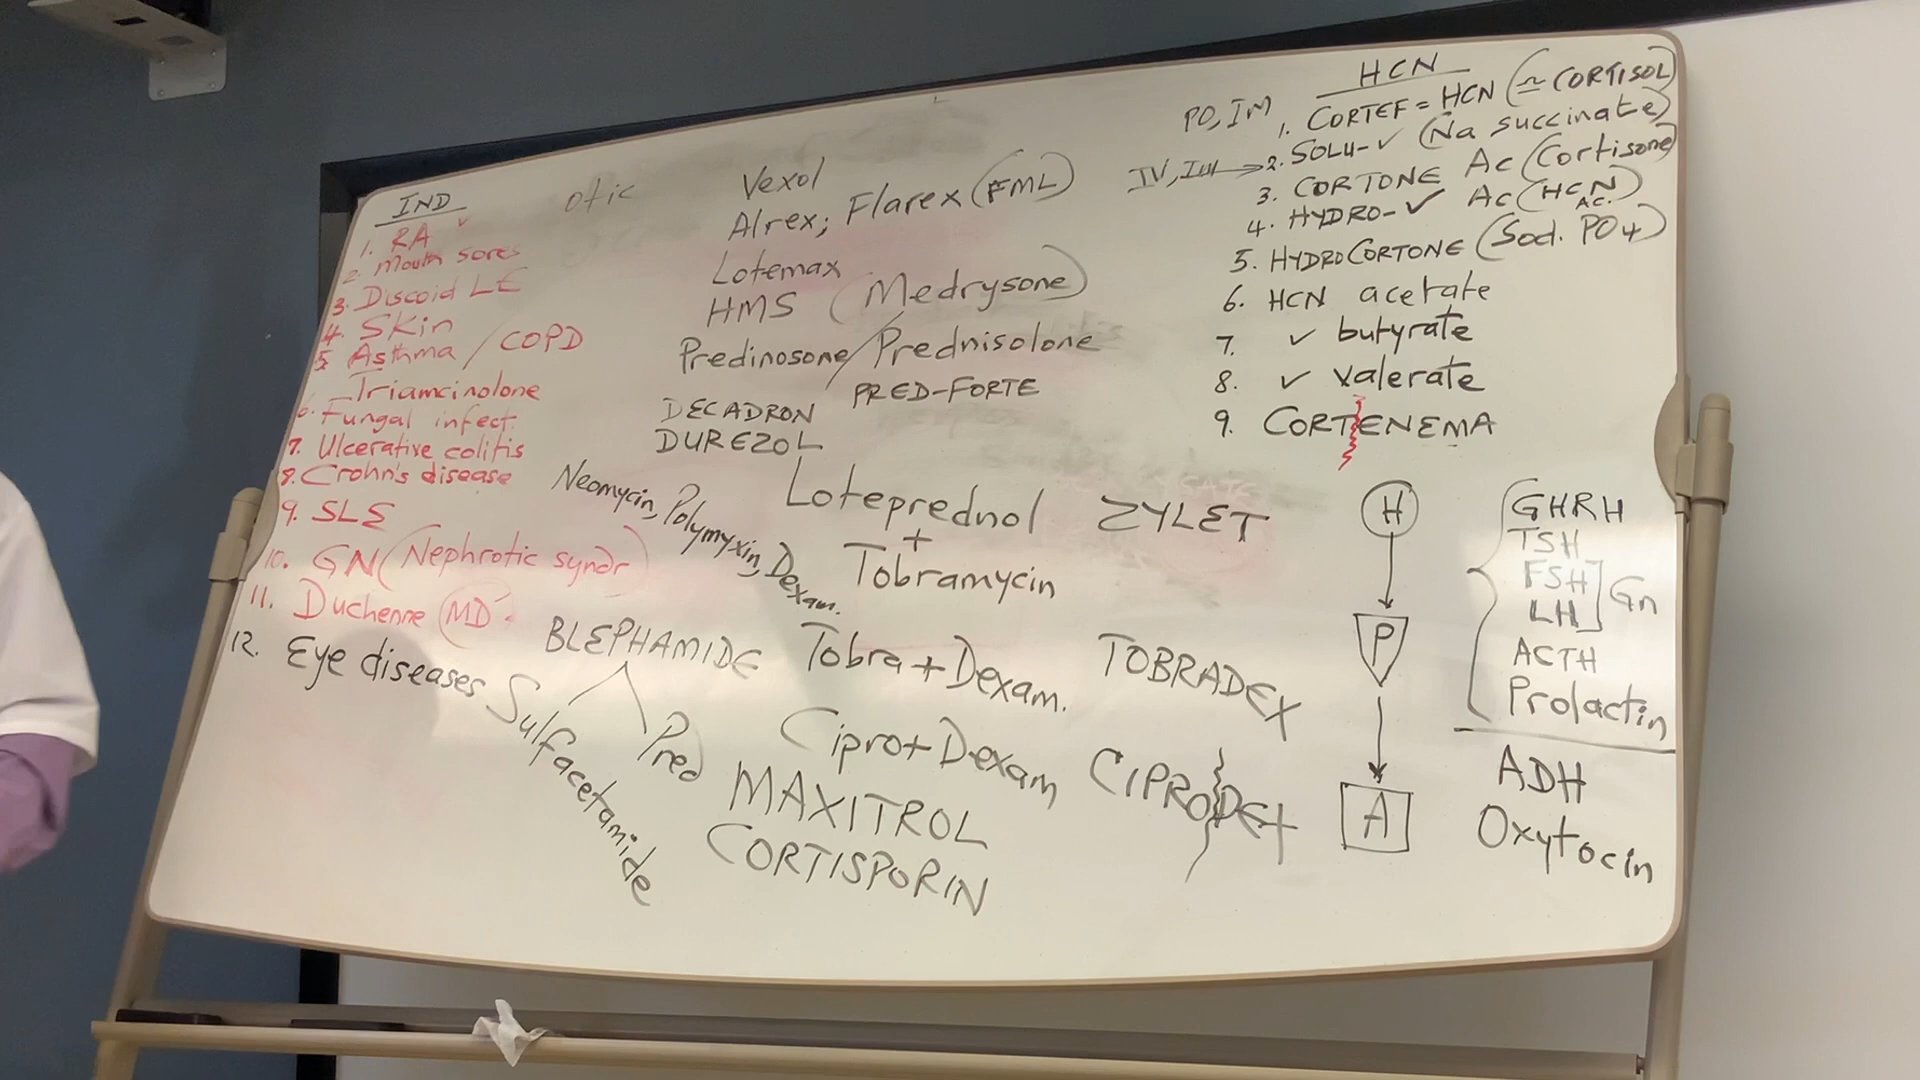 IND
1. RA ✓
2. Mouth sores
3. Discoid LE
4. Skin
5. Asthma / COPD
Triamcinolone
6. Fungal infect.
7. Ulcerative colitis
8. Crohn's disease
9. SLE
10. GN (Nephrotic syndr)
11. Duchenne (MD)
12. Eye diseases
otic
Vexol
Alrex; Flarex (FML)
Lotemax
HMS (Medrysone)
Predinosone / Prednisolone
PRED-FORTE
DECADRON
DUREZOL
Neomycin, Polymyxin, Dexam.
Loteprednol ZYLET
+
Tobramycin
BLEPHAMIDE
Sulfacetamide
Pred
Tobra + Dexam. TOBRADEX
Cipro + Dexam CIPRODEX
MAXITROL
CORTISPORIN
HCN
PO, IM 1. CORTEF = HCN (≃ CORTISOL)
IV, IM → 2. SOLU- ✓ (Na succinate)
3. CORTONE Ac (Cortisone)
4. HYDRO- ✓ Ac (HCN AC.)
5. HYDROCORTONE (Sod. PO4)
6. HCN acetate
7. ✓ butyrate
8. ✓ valerate
9. CORTENEMA
H
P
A
GHRH
TSH
FSH
LH
Gn
ACTH
Prolactin
ADH
Oxytocin